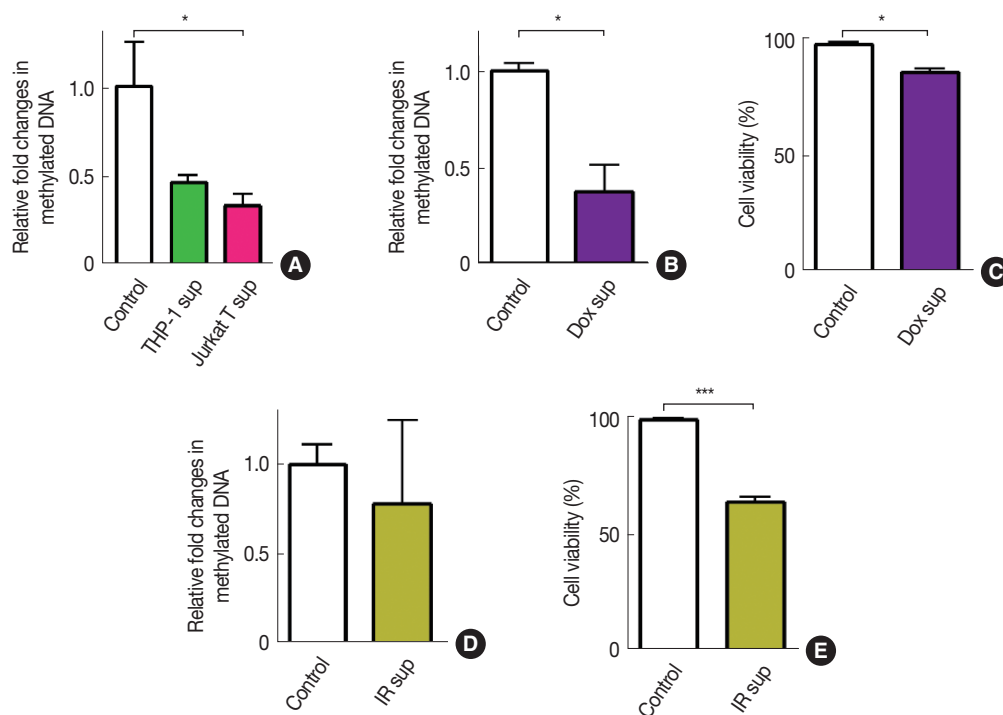 *
Relative fold changes in
methylated DNA
1.0
0.5
0
Control
THP-1 sup
Jurkat T sup
A
*
Relative fold changes in
methylated DNA
1.0
0.5
0
Control
Dox sup
B
*
Cell viability (%)
100
50
0
Control
Dox sup
C
Relative fold changes in
methylated DNA
1.0
0.5
0
Control
IR sup
D
***
Cell viability (%)
100
50
0
Control
IR sup
E